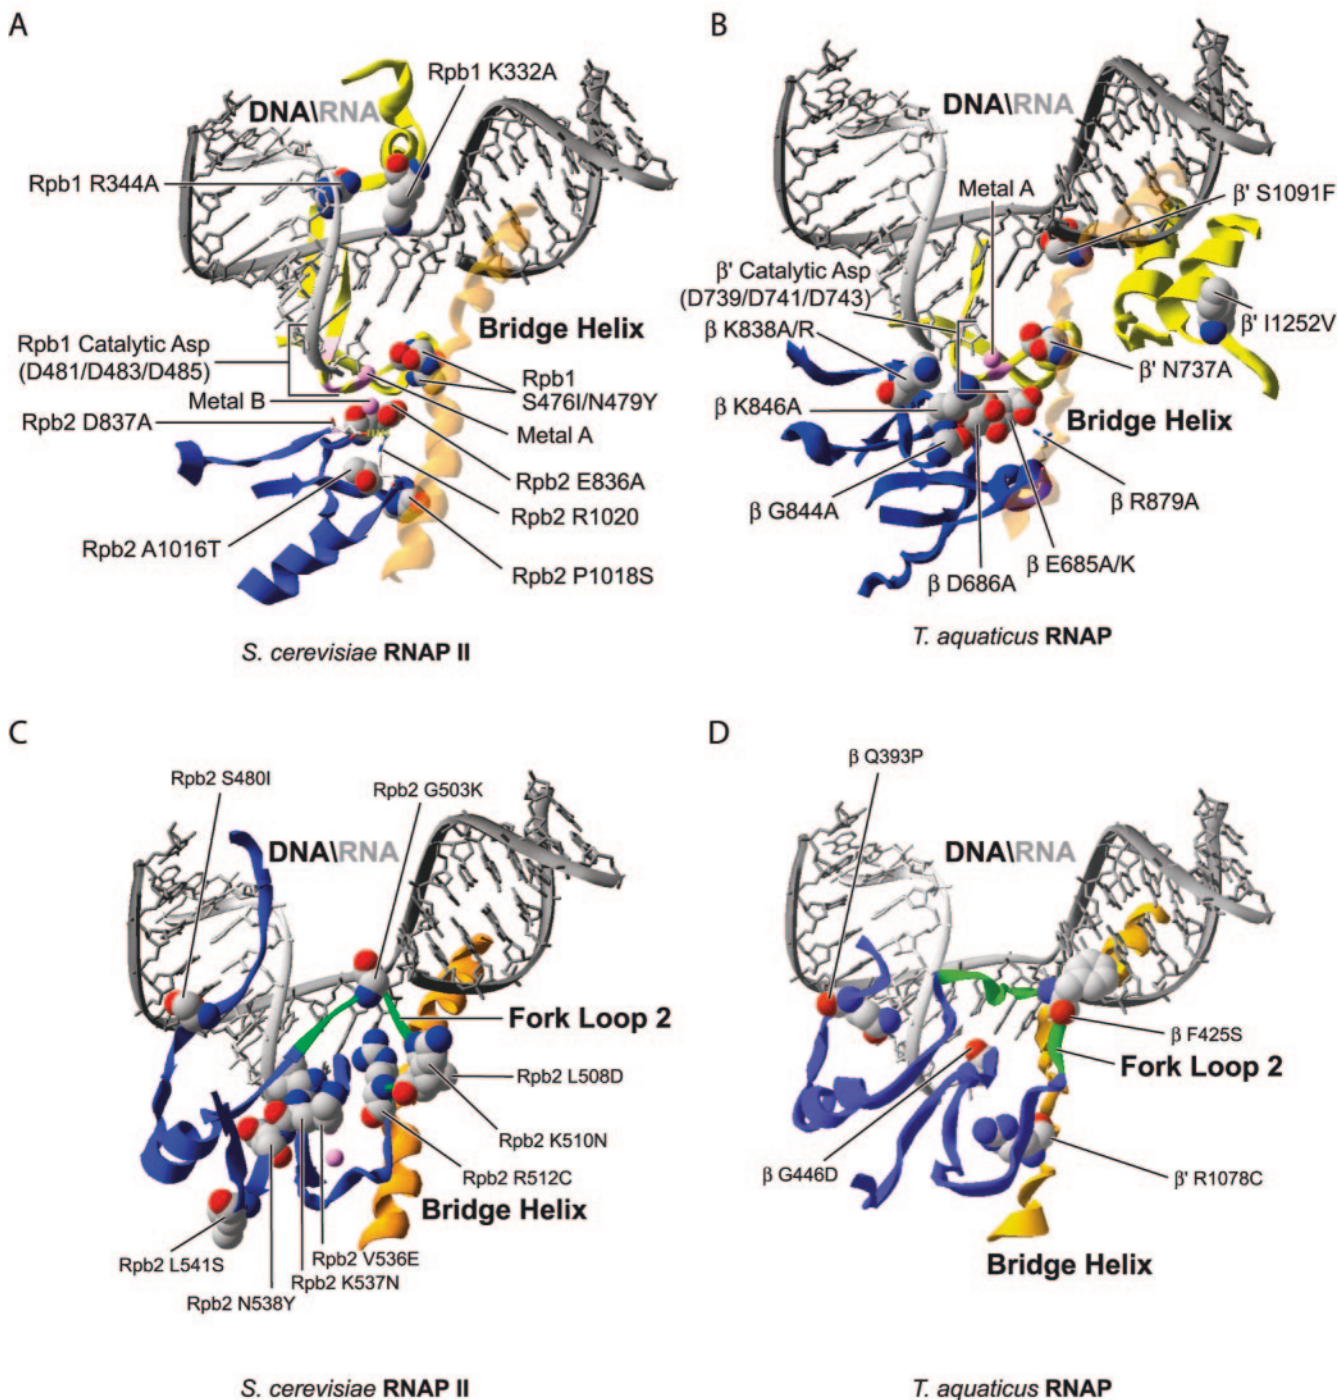 A
Rpb1 K332A
DNA\RNA
Rpb1 R344A
Bridge Helix
Rpb1 Catalytic Asp
(D481/D483/D485)
Rpb1
S476I/N479Y
Metal B
Metal A
Rpb2 D837A
Rpb2 E836A
Rpb2 R1020
Rpb2 A1016T
Rpb2 P1018S
S. cerevisiae RNAP II
B
DNA\RNA
Metal A
β' S1091F
β' Catalytic Asp
(D739/D741/D743)
β K838A/R
β' I1252V
β' N737A
β K846A
Bridge Helix
β G844A
β R879A
β E685A/K
β D686A
T. aquaticus RNAP
C
Rpb2 S480I
Rpb2 G503K
DNA\RNA
Fork Loop 2
Rpb2 L508D
Rpb2 K510N
Rpb2 R512C
Bridge Helix
Rpb2 V536E
Rpb2 L541S
Rpb2 K537N
Rpb2 N538Y
S. cerevisiae RNAP II
D
β Q393P
DNA\RNA
β F425S
Fork Loop 2
β G446D
β' R1078C
Bridge Helix
T. aquaticus RNAP